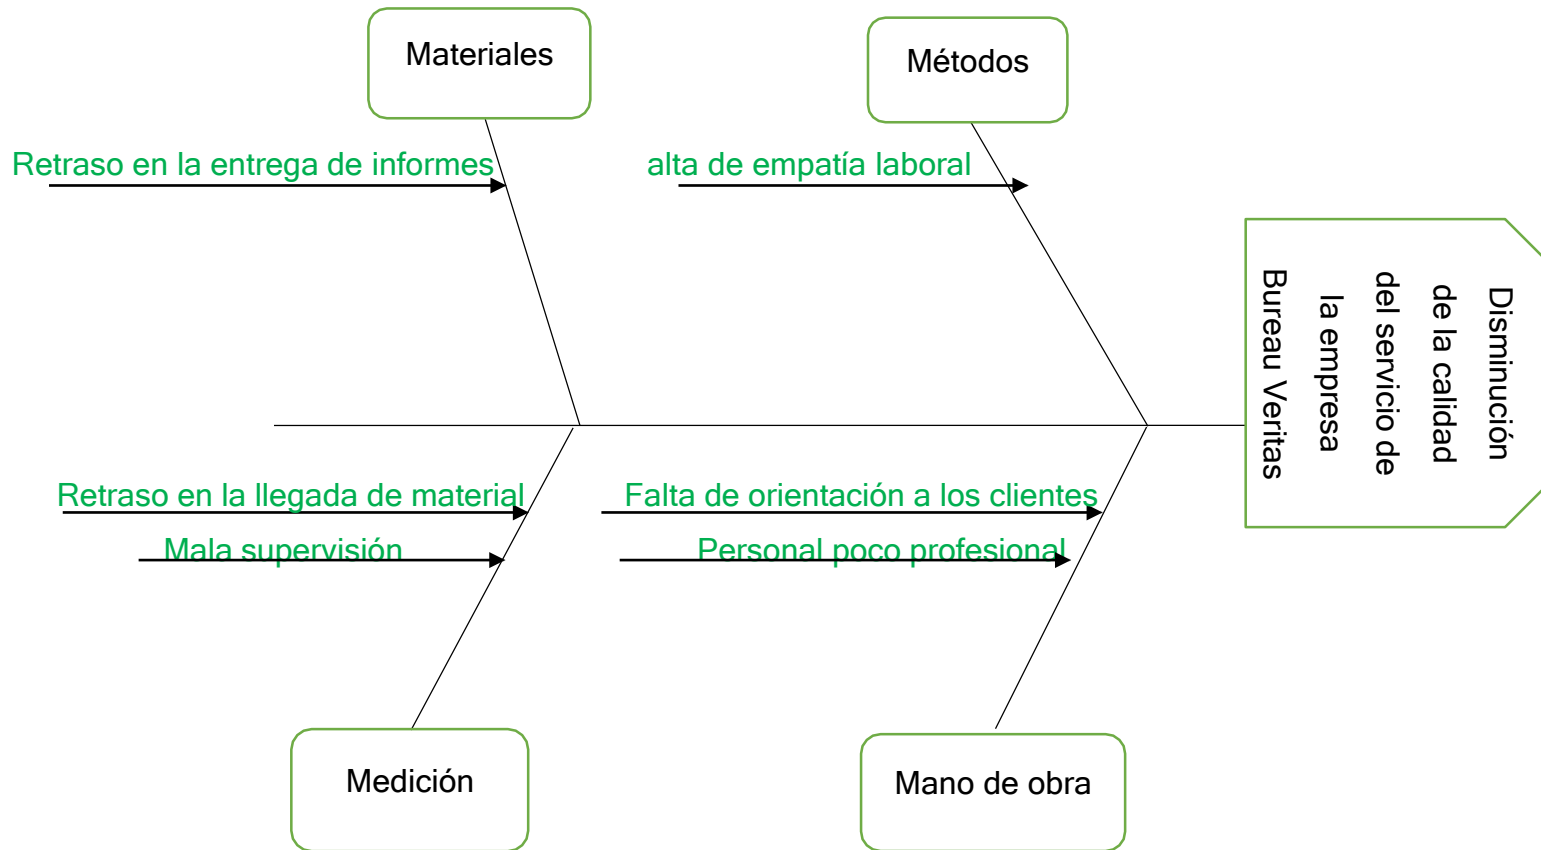 Materiales
Métodos
Retraso en la entrega de informes
alta de empatía laboral
Disminución
de la calidad
del servicio de
la empresa
Bureau Veritas
Retraso en la llegada de material
Falta de orientación a los clientes
Mala supervisión
Personal poco profesional
Medición
Mano de obra